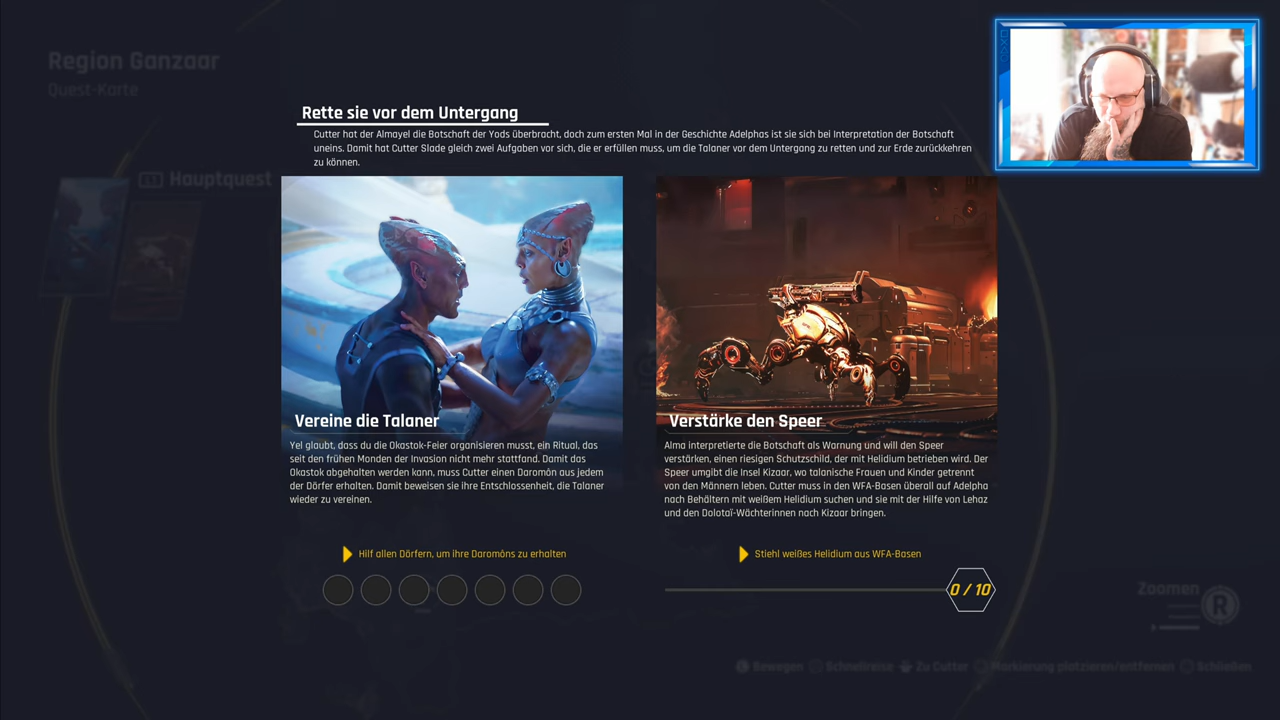 Region Ganzaar
Quest-Karte
Rette sie vor dem Untergang
Cutter hat der Almayel die Botschaft der Yods überbracht, doch zum ersten Mal in der Geschichte Adelphas ist sie sich bei Interpretation der Botschaft
uneins. Damit hat Cutter Slade gleich zwei Aufgaben vor sich, die er erfüllen muss, um die Talaner vor dem Untergang zu retten und zur Erde zurückkehren
zu können.
Hauptquest
Vereine die Talaner
Yel glaubt, dass du die Okastok-Feier organisieren musst, ein Ritual, das
seit den frühen Monden der Invasion nicht mehr stattfand. Damit das
Okastok abgehalten werden kann, muss Cutter einen Daromôn aus jedem
der Dörfer erhalten. Damit beweisen sie ihre Entschlossenheit, die Talaner
wieder zu vereinen.
Hilf allen Dörfern, um ihre Daromôns zu erhalten
Verstärke den Speer
Alma interpretierte die Botschaft als Warnung und will den Speer
verstärken, einen riesigen Schutzschild, der mit Helidium betrieben wird. Der
Speer umgibt die Insel Kizaar, wo talanische Frauen und Kinder getrennt
von den Männern leben. Cutter muss in den WFA-Basen überall auf Adelpha
nach Behältern mit weißem Helidium suchen und sie mit der Hilfe von Lehaz
und den Dolotaï-Wächterinnen nach Kizaar bringen.
Stiehl weißes Helidium aus WFA-Basen
0 / 10
Zoomen
R
Bewegen Schnellreise Zu Cutter Markierung platzieren/entfernen Schließen